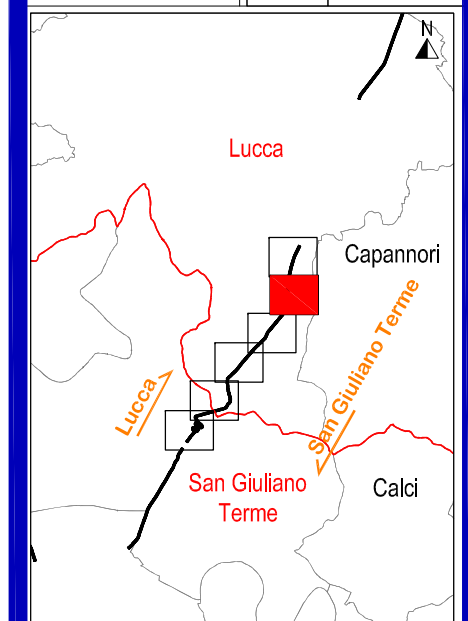 N
Lucca
Capannori
San Giuliano Terme
Lucca
San Giuliano
Terme
Calci